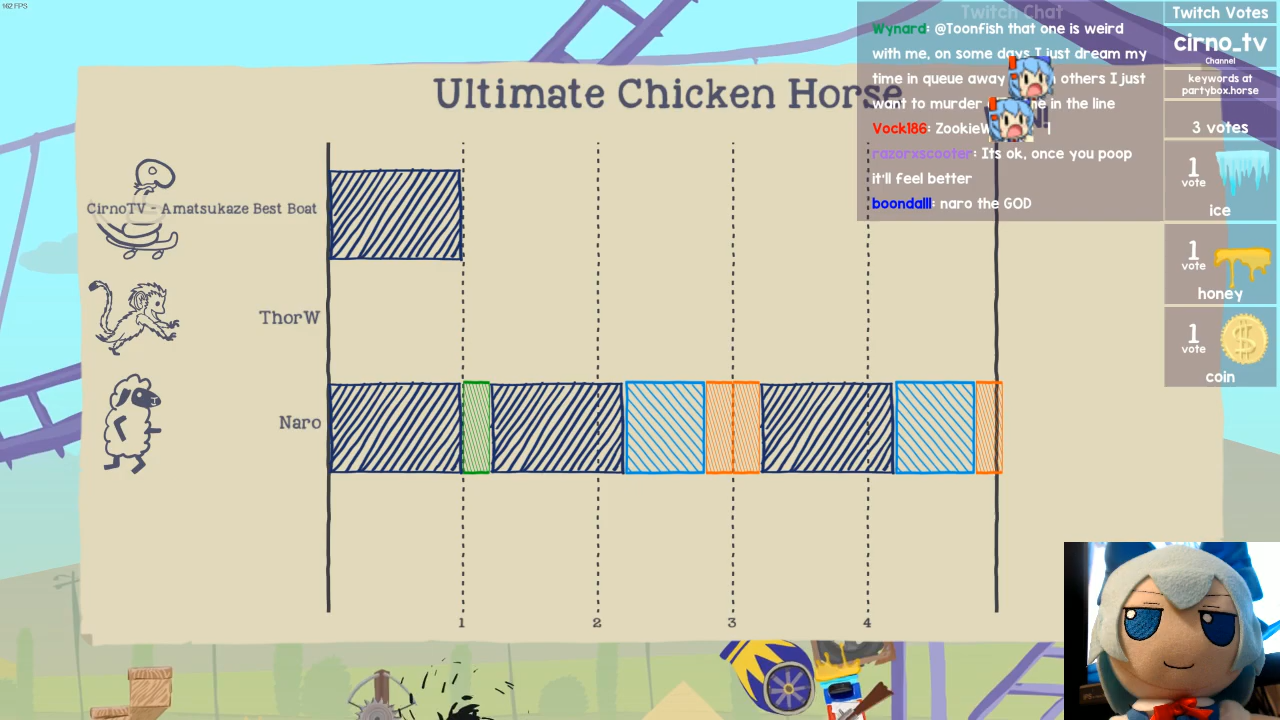 162 FPS
Twitch Chat
Wynard: @Toonfish that one is weird
with me, on some days I just dream my
time in queue away others I just
want to murder me in the line
Vock186:
razorxscooter: Its ok, once you poop
it'll feel better
boondalll: naro the GOD
Twitch Votes
cirno_tv
Channel
keywords at
partybox.horse
3 votes
1
vote
ice
1
vote
honey
1
vote
coin
Ultimate Chicken Horse
CirnoTV - Amatsukaze Best Boat
ThorW
Naro
1 2 3 4